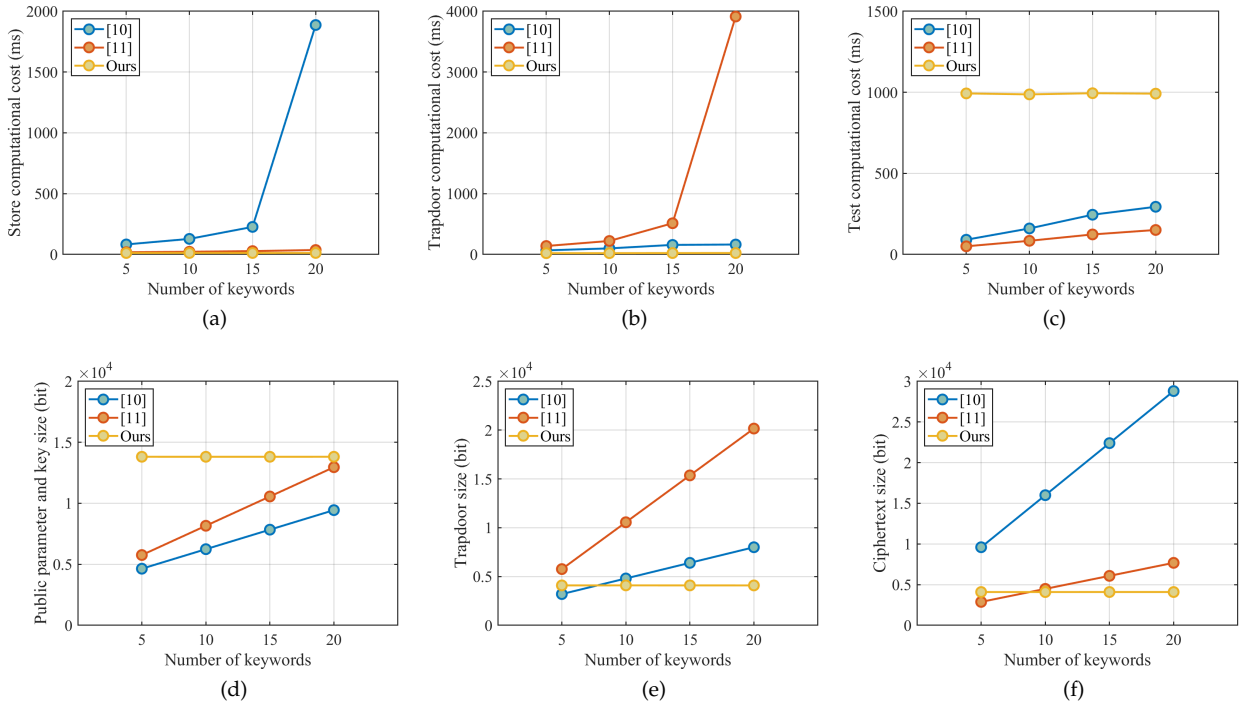 Store computational cost (ms)
2000
1500
1000
500
0
[10]
[11]
Ours
5 10 15 20
Number of keywords
(a)
Trapdoor computational cost (ms)
4000
3000
2000
1000
0
[10]
[11]
Ours
5 10 15 20
Number of keywords
(b)
Test computational cost (ms)
1500
1000
500
0
[10]
[11]
Ours
5 10 15 20
Number of keywords
(c)
Public parameter and key size (bit)
×10^4
2
1.5
1
0.5
0
[10]
[11]
Ours
5 10 15 20
Number of keywords
(d)
Trapdoor size (bit)
×10^4
2.5
2
1.5
1
0.5
0
[10]
[11]
Ours
5 10 15 20
Number of keywords
(e)
Ciphertext size (bit)
×10^4
3
2.5
2
1.5
1
0.5
0
[10]
[11]
Ours
5 10 15 20
Number of keywords
(f)